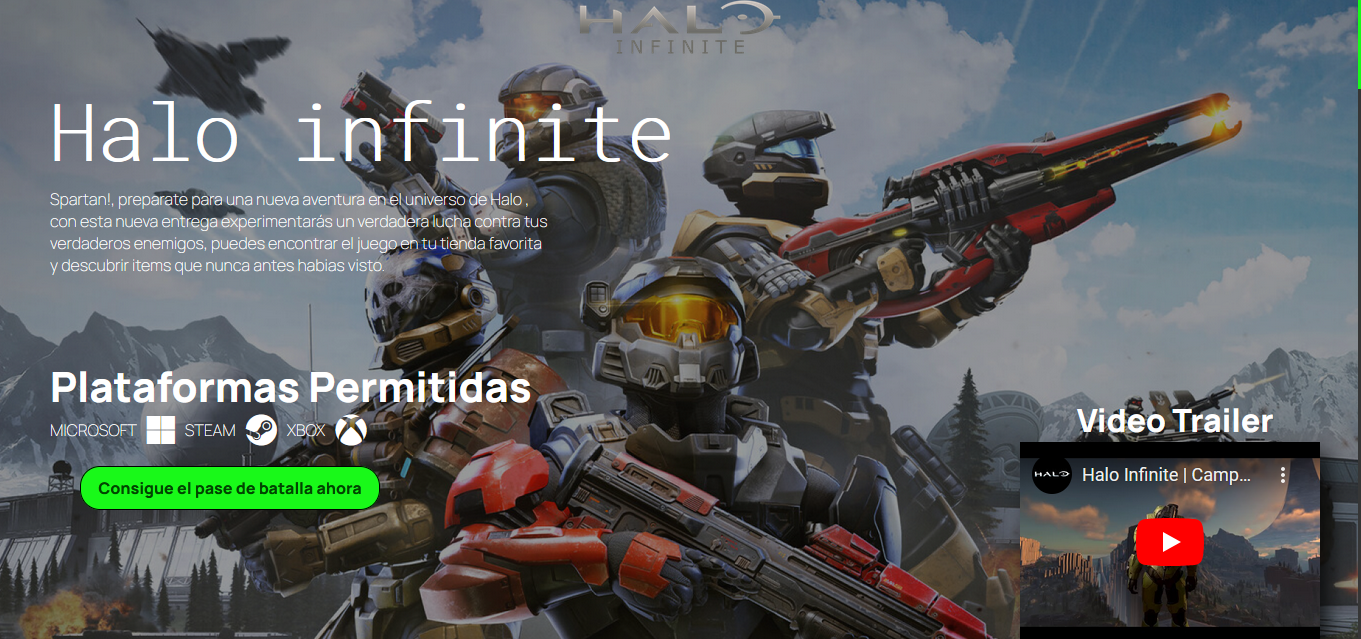 HALO
INFINITE
Halo infinite
Spartan!, preparate para una nueva aventura en el universo de Halo ,
con esta nueva entrega experimentarás un verdadera lucha contra tus
verdaderos enemigos, puedes encontrar el juego en tu tienda favorita
y descubrir items que nunca antes habias visto.
Plataformas Permitidas
MICROSOFT STEAM XBOX
Consigue el pase de batalla ahora
Video Trailer
HALO Halo Infinite | Camp...